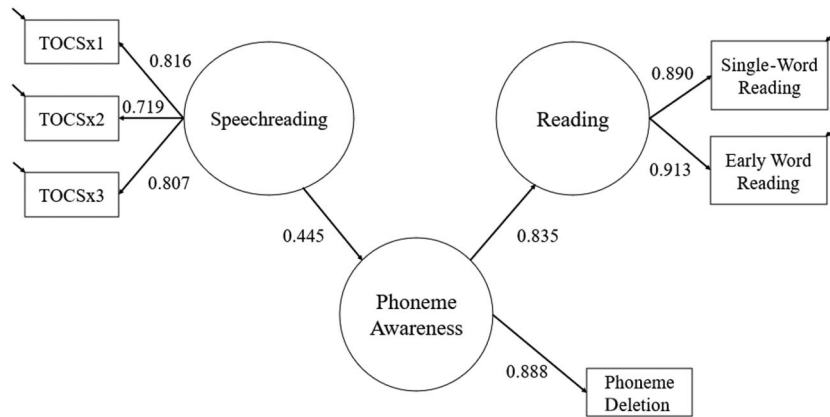 TOCSx1
0.816
TOCSx2
0.719
TOCSx3
0.807
Speechreading
0.445
Phoneme
Awareness
0.835
Reading
0.890
Single-Word
Reading
0.913
Early Word
Reading
0.888
Phoneme
Deletion